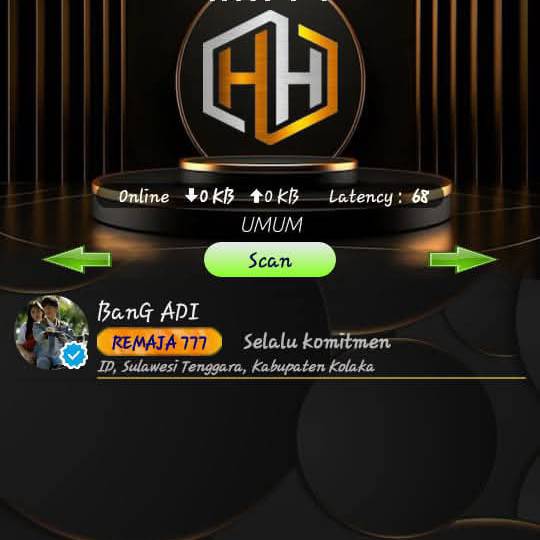 HH
Online ⬇0 KB ⬆0 KB Latency : 68
UMUM
Scan
BanG ADI
REMAJA 777 Selalu komitmen
ID, Sulawesi Tenggara, Kabupaten Kolaka